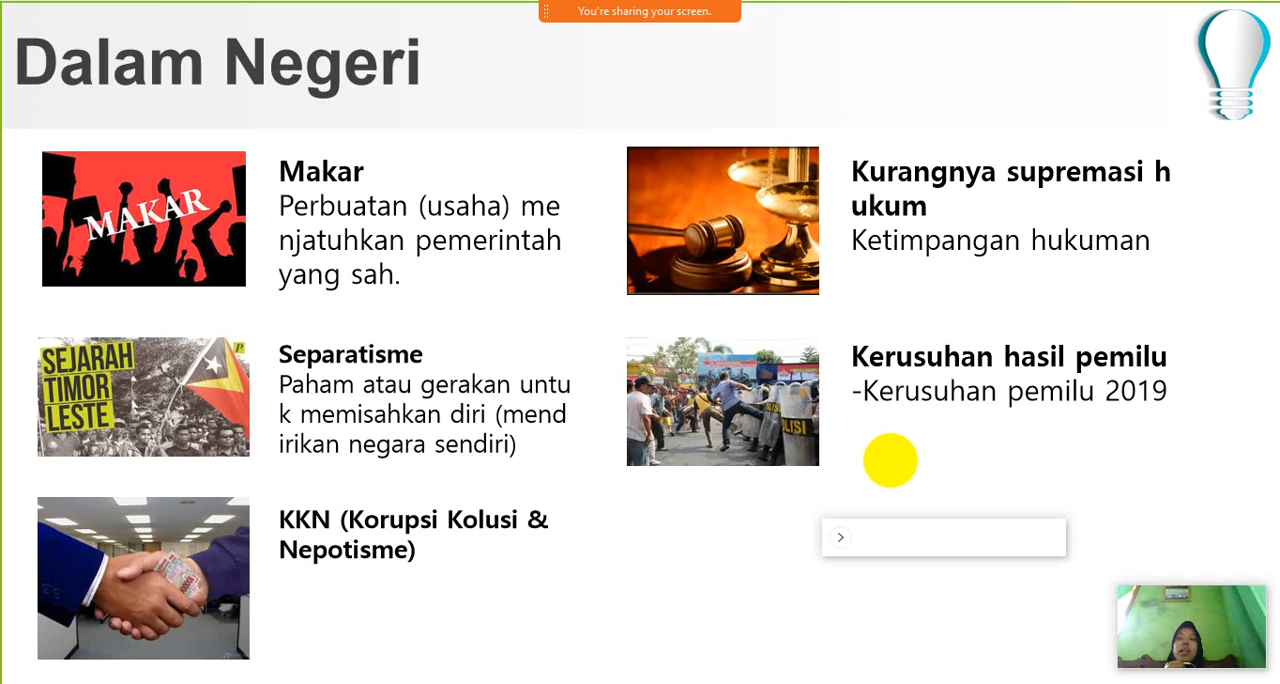 You're sharing your screen.
Dalam Negeri
MAKAR
Makar
Perbuatan (usaha) me
njatuhkan pemerintah
yang sah.
SEJARAH
TIMOR
LESTE
P
Separatisme
Paham atau gerakan untu
k memisahkan diri (mend
irikan negara sendiri)
KKN (Korupsi Kolusi &
Nepotisme)
Kurangnya supremasi h
ukum
Ketimpangan hukuman
POLISI
OLISI
Kerusuhan hasil pemilu
-Kerusuhan pemilu 2019